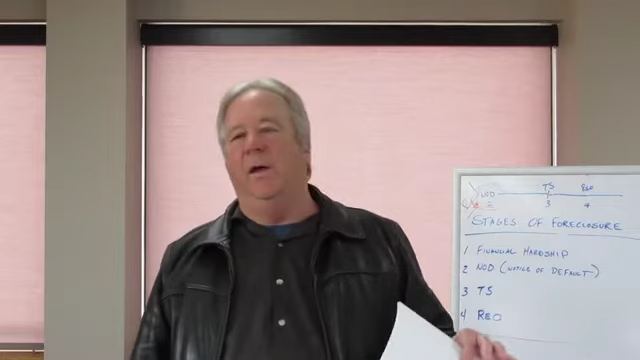 NOD TS REO
2 3 4
STAGES OF FORECLOSURE
1 FINANCIAL HARDSHIP
2 NOD (NOTICE OF DEFAULT)
3 TS
4 REO